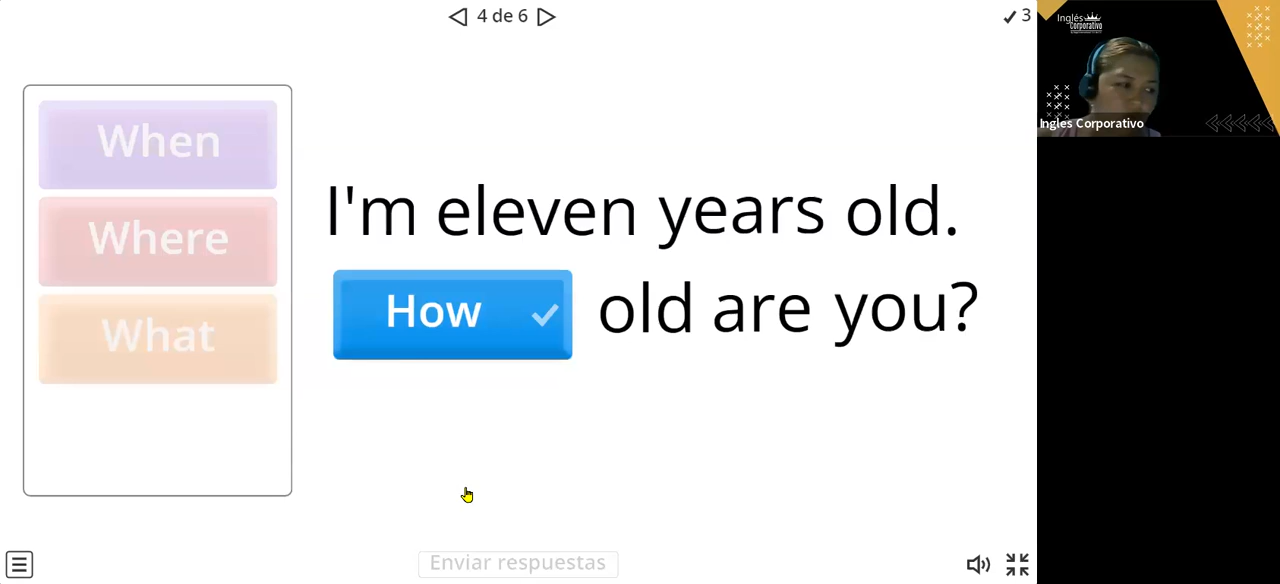 4 de 6
3
When
Where
What
I'm eleven years old.
How old are you?
Enviar respuestas
Inglés
Corporativo
Ingles Corporativo